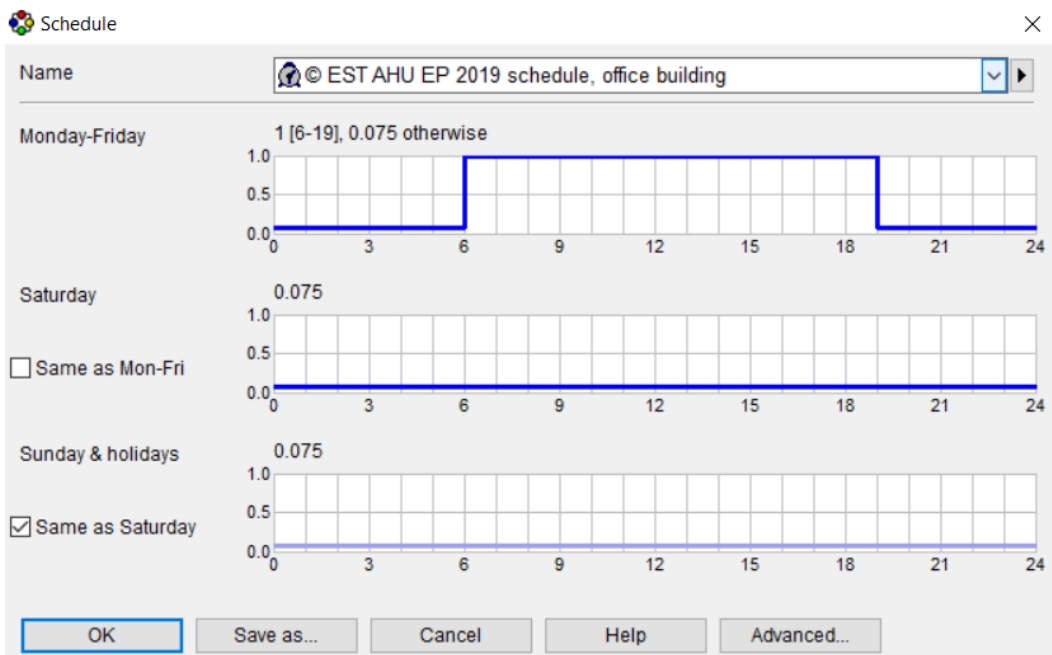 Schedule
Name © EST AHU EP 2019 schedule, office building
Monday-Friday 1 [6-19], 0.075 otherwise
1.0
0.5
0.0
0 3 6 9 12 15 18 21 24
Saturday 0.075
1.0
Same as Mon-Fri 0.5
0.0
0 3 6 9 12 15 18 21 24
Sunday & holidays 0.075
1.0
Same as Saturday 0.5
0.0
0 3 6 9 12 15 18 21 24
OK Save as... Cancel Help Advanced...